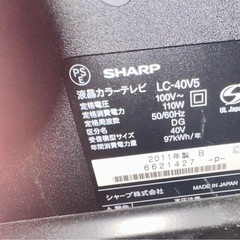 PS
E
SHARP
液晶カラーテレビ LC-40V5
定格電圧 100V~
定格消費電力 110W
定格周波数 50/60Hz
区分名 DG
受信機型サイズ 40V
年間消費電力量 97kWh/年
2011年製 B
6621427 -P-
シャープ株式会社 MADE IN JAPAN